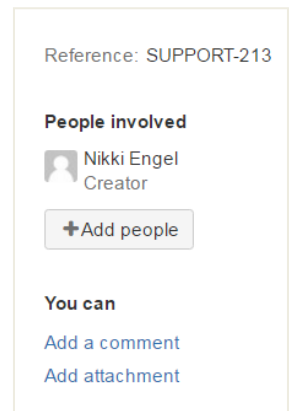 Reference: SUPPORT-213
People involved
Nikki Engel
Creator
+Add people
You can
Add a comment
Add attachment